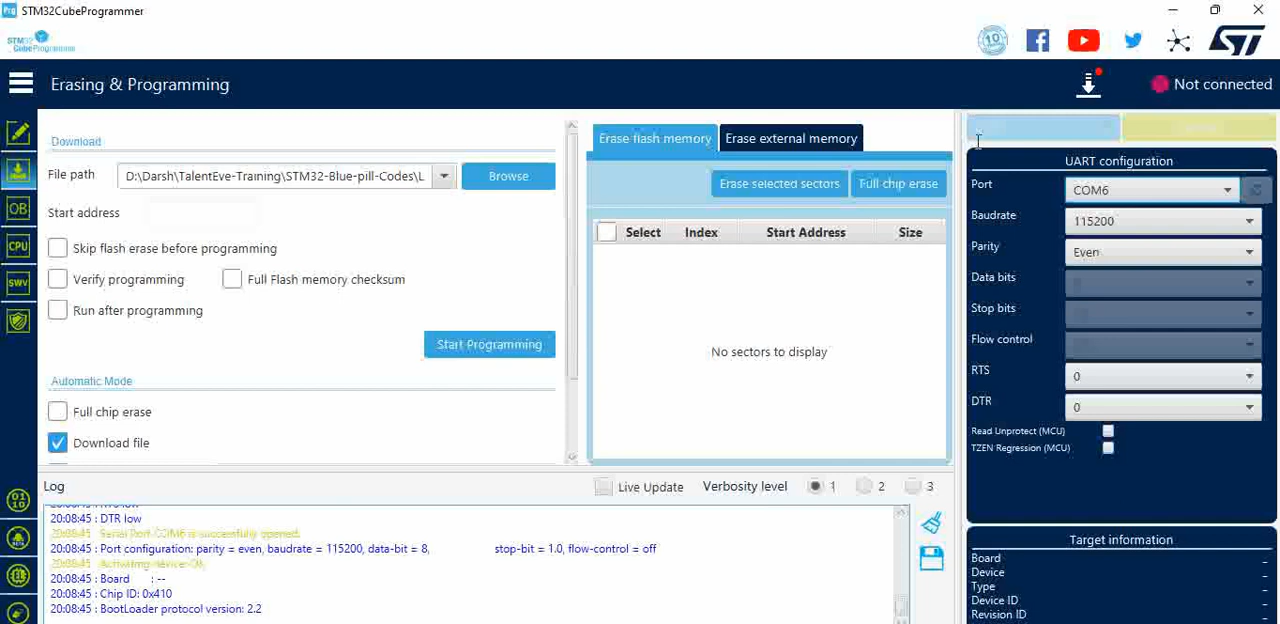 Prg STM32CubeProgrammer
STM32
CubeProgrammer
10
ST
Erasing & Programming
Not connected
Download
File path
D:\Darsh\TalentEve-Training\STM32-Blue-pill-Codes\L
Browse
Start address
Skip flash erase before programming
Verify programming
Full Flash memory checksum
Run after programming
Start Programming
Automatic Mode
Full chip erase
Download file
OB
CPU
SWV
Erase flash memory
Erase external memory
Erase selected sectors
Full chip erase
Select Index Start Address Size
No sectors to display
UART configuration
Port COM6
Baudrate 115200
Parity Even
Data bits
Stop bits
Flow control
RTS 0
DTR 0
Read Unprotect (MCU)
TZEN Regression (MCU)
Log
Live Update Verbosity level 1 2 3
20:08:45 : DTR low
20:08:45 : Serial Port COM6 is successfully opened.
20:08:45 : Port configuration: parity = even, baudrate = 115200, data-bit = 8, stop-bit = 1.0, flow-control = off
20:08:45 : Activating device: OK
20:08:45 : Board : --
20:08:45 : Chip ID: 0x410
20:08:45 : BootLoader protocol version: 2.2
Target information
Board -
Device -
Type -
Device ID -
Revision ID -